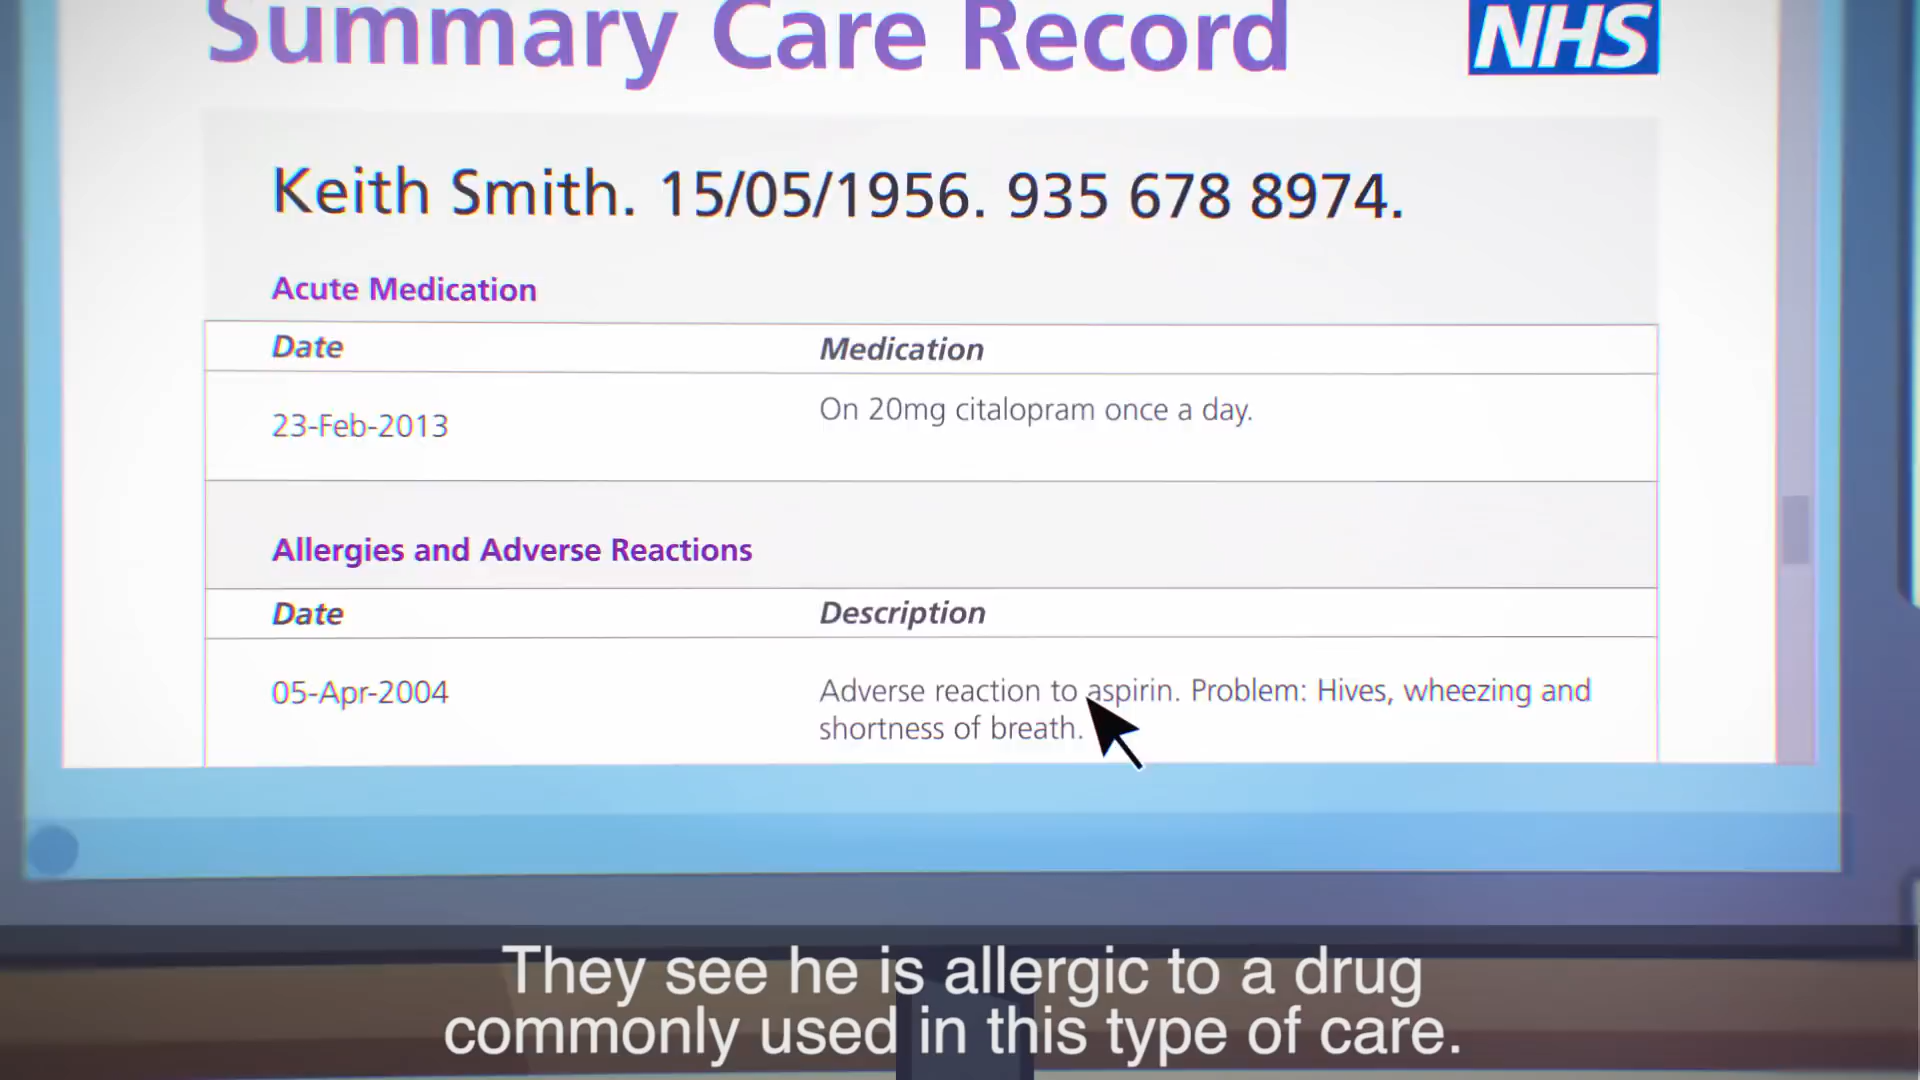 Summary Care Record
NHS
Keith Smith. 15/05/1956. 935 678 8974.
Acute Medication
Date Medication
23-Feb-2013 On 20mg citalopram once a day.
Allergies and Adverse Reactions
Date Description
05-Apr-2004 Adverse reaction to aspirin. Problem: Hives, wheezing and
shortness of breath.
They see he is allergic to a drug
commonly used in this type of care.